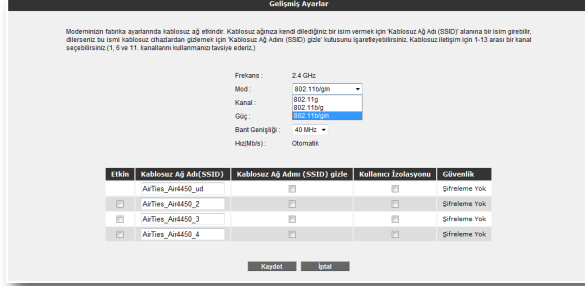 Gelişmiş Ayarlar
Modeminizin fabrika ayarlarında kablosuz ağ etkindir. Kablosuz ağınıza kendi dilediğiniz bir isim vermek için 'Kablosuz Ağ Adı (SSID)' alanına bir isim girebilir,
dilerseniz bu ismi kablosuz cihazlardan gizlemek için 'Kablosuz Ağ Adını (SSID) gizle' kutusunu işaretleyebilirsiniz. Kablosuz iletişim için 1-13 arası bir kanal
seçebilirsiniz (1, 6 ve 11. kanallarını kullanmanızı tavsiye ederiz.)
Frekans : 2.4 GHz
Mod : 802.11b/g/n
Kanal : 802.11g
802.11b/g
Güç : 802.11b/g/n
Bant Genişliği : 40 MHz
Hız(Mb/s) : Otomatik
Etkin Kablosuz Ağ Adı(SSID) Kablosuz Ağ Adını (SSID) gizle Kullanıcı İzolasyonu Güvenlik
AirTies_Air4450_ud Şifreleme Yok
AirTies_Air4450_2 Şifreleme Yok
AirTies_Air4450_3 Şifreleme Yok
AirTies_Air4450_4 Şifreleme Yok
Kaydet İptal